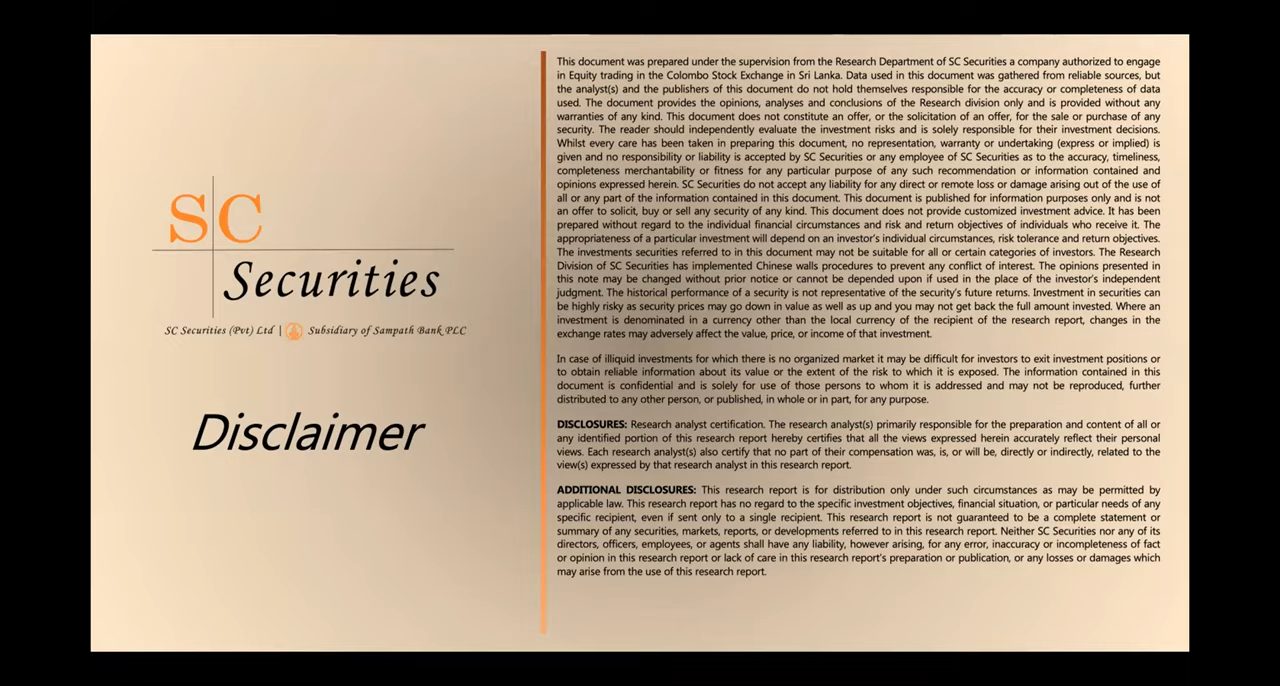 SC
Securities
SC Securities (Pvt) Ltd | Subsidiary of Sampath Bank PLC
Disclaimer
This document was prepared under the supervision from the Research Department of SC Securities a company authorized to engage
in Equity trading in the Colombo Stock Exchange in Sri Lanka. Data used in this document was gathered from reliable sources, but
the analyst(s) and the publishers of this document do not hold themselves responsible for the accuracy or completeness of data
used. The document provides the opinions, analyses and conclusions of the Research division only and is provided without any
warranties of any kind. This document does not constitute an offer, or the solicitation of an offer, for the sale or purchase of any
security. The reader should independently evaluate the investment risks and is solely responsible for their investment decisions.
Whilst every care has been taken in preparing this document, no representation, warranty or undertaking (express or implied) is
given and no responsibility or liability is accepted by SC Securities or any employee of SC Securities as to the accuracy, timeliness,
completeness merchantability or fitness for any particular purpose of any such recommendation or information contained and
opinions expressed herein. SC Securities do not accept any liability for any direct or remote loss or damage arising out of the use of
all or any part of the information contained in this document. This document is published for information purposes only and is not
an offer to solicit, buy or sell any security of any kind. This document does not provide customized investment advice. It has been
prepared without regard to the individual financial circumstances and risk and return objectives of individuals who receive it. The
appropriateness of a particular investment will depend on an investor's individual circumstances, risk tolerance and return objectives.
The investments securities referred to in this document may not be suitable for all or certain categories of investors. The Research
Division of SC Securities has implemented Chinese walls procedures to prevent any conflict of interest. The opinions presented in
this note may be changed without prior notice or cannot be depended upon if used in the place of the investor's independent
judgment. The historical performance of a security is not representative of the security's future returns. Investment in securities can
be highly risky as security prices may go down in value as well as up and you may not get back the full amount invested. Where an
investment is denominated in a currency other than the local currency of the recipient of the research report, changes in the
exchange rates may adversely affect the value, price, or income of that investment.
In case of illiquid investments for which there is no organized market it may be difficult for investors to exit investment positions or
to obtain reliable information about its value or the extent of the risk to which it is exposed. The information contained in this
document is confidential and is solely for use of those persons to whom it is addressed and may not be reproduced, further
distributed to any other person, or published, in whole or in part, for any purpose.
DISCLOSURES: Research analyst certification. The research analyst(s) primarily responsible for the preparation and content of all or
any identified portion of this research report hereby certifies that all the views expressed herein accurately reflect their personal
views. Each research analyst(s) also certify that no part of their compensation was, is, or will be, directly or indirectly, related to the
view(s) expressed by that research analyst in this research report.
ADDITIONAL DISCLOSURES: This research report is for distribution only under such circumstances as may be permitted by
applicable law. This research report has no regard to the specific investment objectives, financial situation, or particular needs of any
specific recipient, even if sent only to a single recipient. This research report is not guaranteed to be a complete statement or
summary of any securities, markets, reports, or developments referred to in this research report. Neither SC Securities nor any of its
directors, officers, employees, or agents shall have any liability, however arising, for any error, inaccuracy or incompleteness of fact
or opinion in this research report or lack of care in this research report's preparation or publication, or any losses or damages which
may arise from the use of this research report.